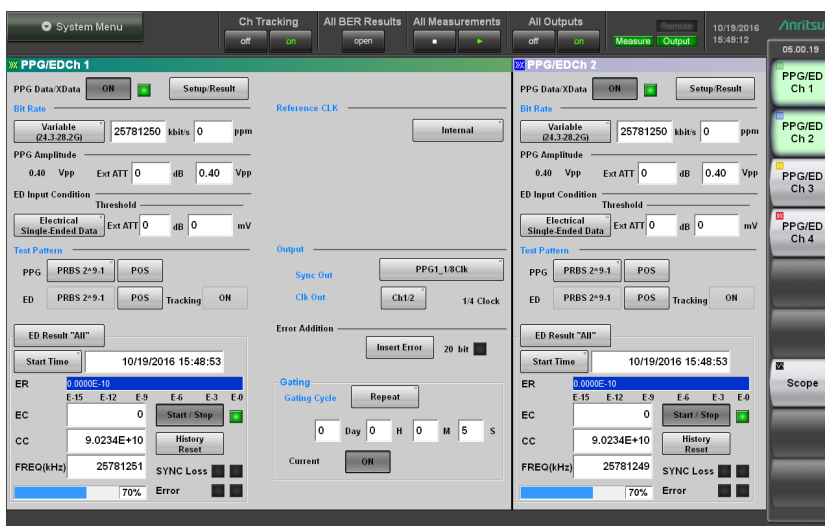 System Menu
Ch Tracking
off on
All BER Results
open
All Measurements
All Outputs
off on
Measure Output
Remote
10/19/2016
15:49:12
Anritsu
05.00.19
PPG/EDCh 1
PPG Data/XData ON Setup/Result
Bit Rate
Variable
(24.3-28.2G)
25781250 kbit/s 0 ppm
PPG Amplitude
0.40 Vpp Ext ATT 0 dB 0.40 Vpp
ED Input Condition
Threshold
Electrical
Single-Ended Data
Ext ATT 0 dB 0 mV
Test Pattern
PPG PRBS 2^9-1 POS
ED PRBS 2^9-1 POS Tracking ON
ED Result "All"
Start Time 10/19/2016 15:48:53
ER 0.0000E-10
E-15 E-12 E-9 E-6 E-3 E-0
EC 0 Start / Stop
CC 9.0234E+10 History
Reset
FREQ(kHz) 25781251 SYNC Loss
70% Error
Reference CLK
Internal
Output
Sync Out PPG1_1/8Clk
Clk Out Ch1/2 1/4 Clock
Error Addition
Insert Error 20 bit
Gating
Gating Cycle Repeat
0 Day 0 H 0 M 5 S
Current ON
PPG/EDCh 2
PPG Data/XData ON Setup/Result
Bit Rate
Variable
(24.3-28.2G)
25781250 kbit/s 0 ppm
PPG Amplitude
0.40 Vpp Ext ATT 0 dB 0.40 Vpp
ED Input Condition
Threshold
Electrical
Single-Ended Data
Ext ATT 0 dB 0 mV
Test Pattern
PPG PRBS 2^9-1 POS
ED PRBS 2^9-1 POS Tracking ON
ED Result "All"
Start Time 10/19/2016 15:48:53
ER 0.0000E-10
E-15 E-12 E-9 E-6 E-3 E-0
EC 0 Start / Stop
CC 9.0234E+10 History
Reset
FREQ(kHz) 25781249 SYNC Loss
70% Error
PPG/ED
Ch 1
PPG/ED
Ch 2
PPG/ED
Ch 3
PPG/ED
Ch 4
Scope